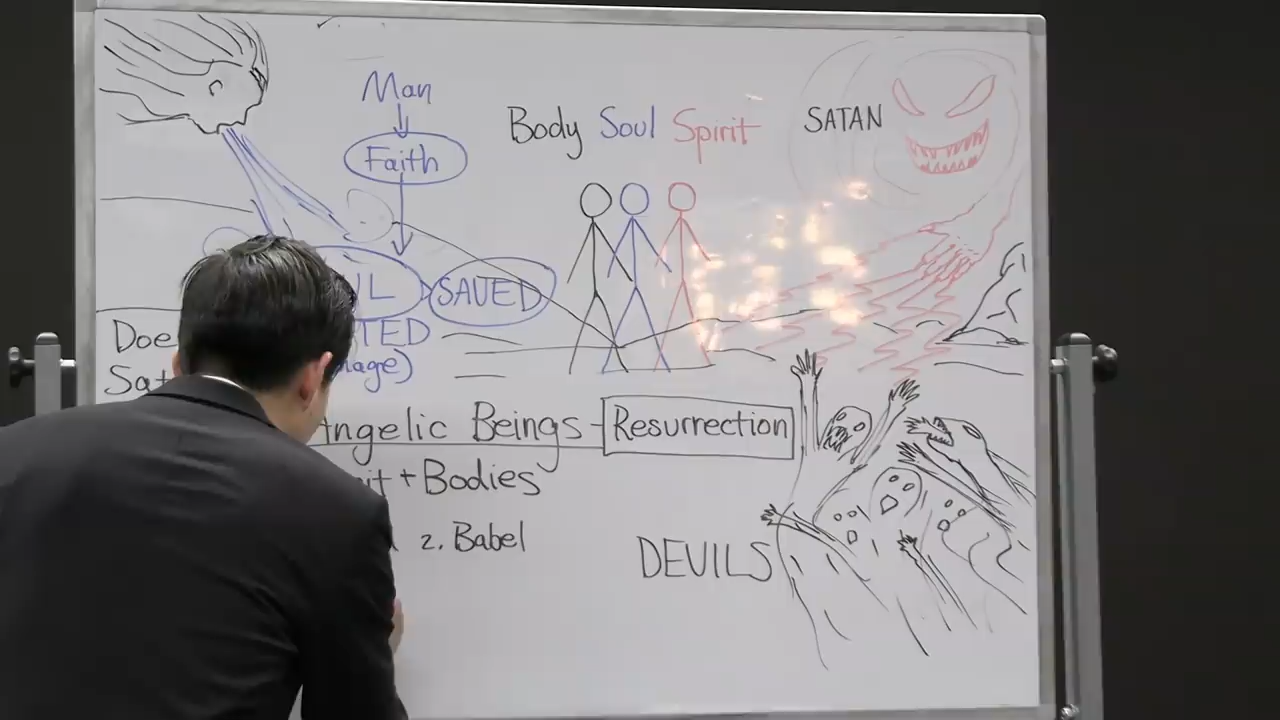 Man
Faith
Body Soul Spirit
SATAN
SAVED
Angelic Beings - Resurrection
+ Bodies
2. Babel
DEVILS